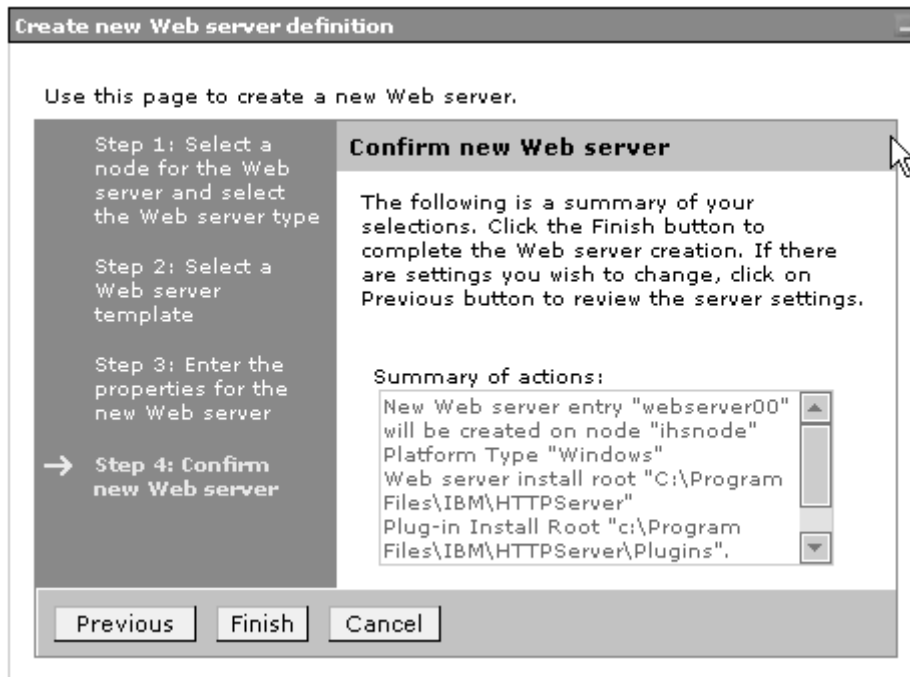 Create new Web server definition
Use this page to create a new Web server.
Step 1: Select a
node for the Web
server and select
the Web server type
Step 2: Select a
Web server
template
Step 3: Enter the
properties for the
new Web server
Step 4: Confirm
new Web server
Confirm new Web server
The following is a summary of your
selections. Click the Finish button to
complete the Web server creation. If there
are settings you wish to change, click on
Previous button to review the server settings.
Summary of actions:
New Web server entry "webserver00"
will be created on node "ihsnode"
Platform Type "Windows"
Web server install root "C:\Program
Files\IBM\HTTPServer"
Plug-in Install Root "c:\Program
Files\IBM\HTTPServer\Plugins".
Previous
Finish
Cancel